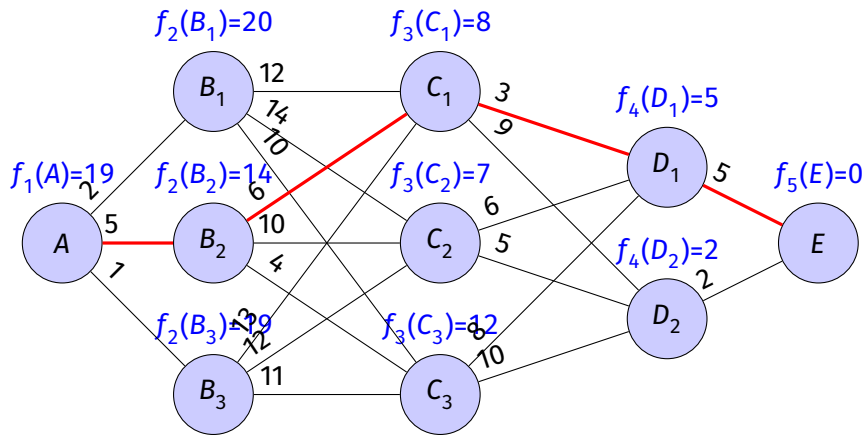 f2(B1)=20
f3(C1)=8
12
3
B1
C1
f4(D1)=5
14
9
10
f1(A)=19
f2(B2)=14
f3(C2)=7
D1
5
f5(E)=0
2
6
6
5
10
A
B2
C2
E
5
f4(D2)=2
1
4
2
13
f2(B3)=19
f3(C3)=12
D2
12
8
10
11
B3
C3